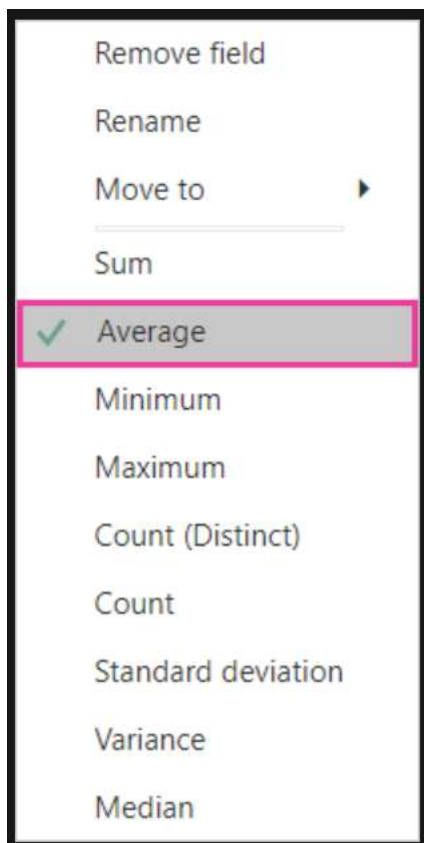 Remove field
Rename
Move to
Sum
Average
Minimum
Maximum
Count (Distinct)
Count
Standard deviation
Variance
Median